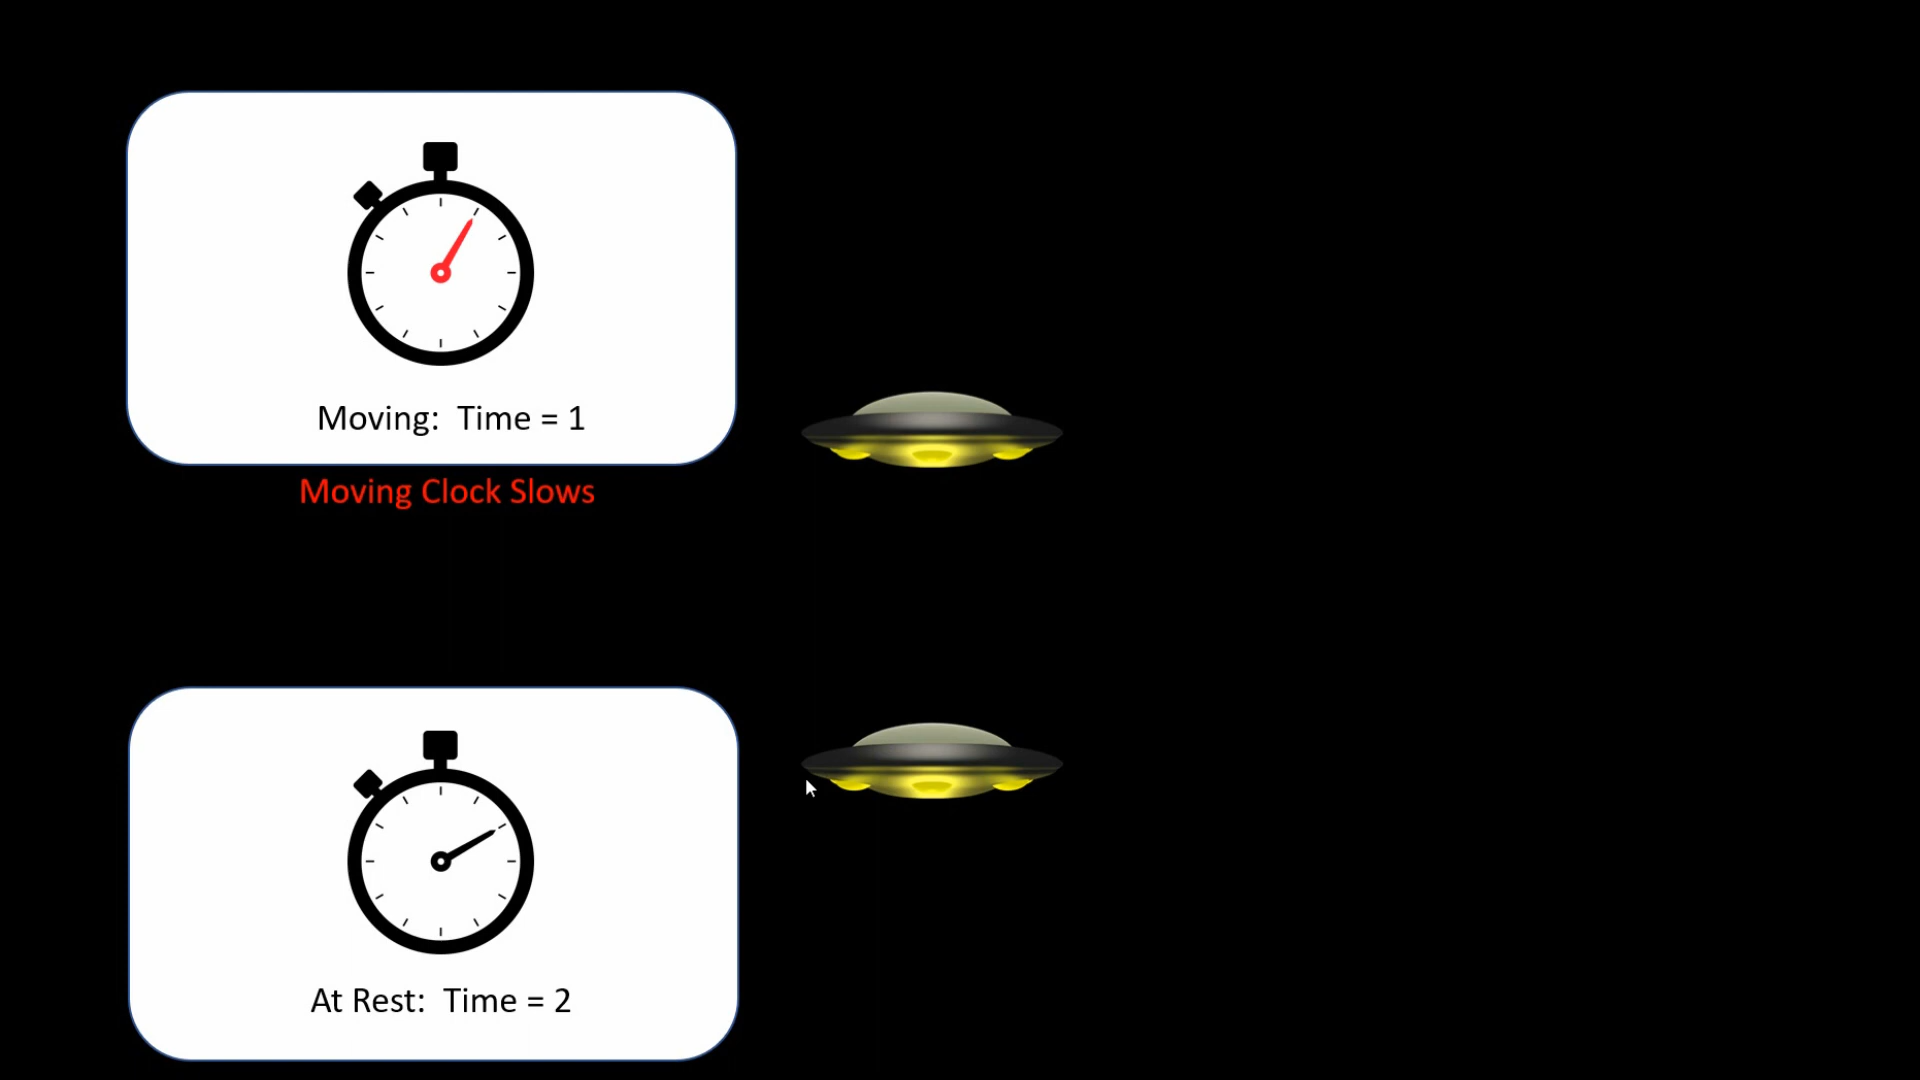 Moving: Time = 1
Moving Clock Slows
At Rest: Time = 2